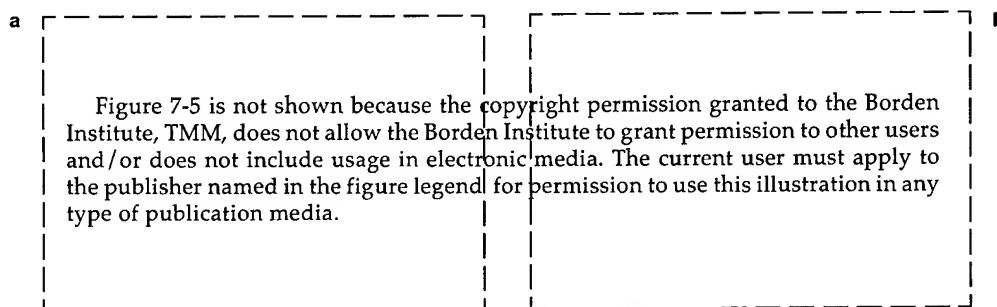 a
Figure 7-5 is not shown because the copyright permission granted to the Borden
Institute, TMM, does not allow the Borden Institute to grant permission to other users
and/or does not include usage in electronic media. The current user must apply to
the publisher named in the figure legend for permission to use this illustration in any
type of publication media.